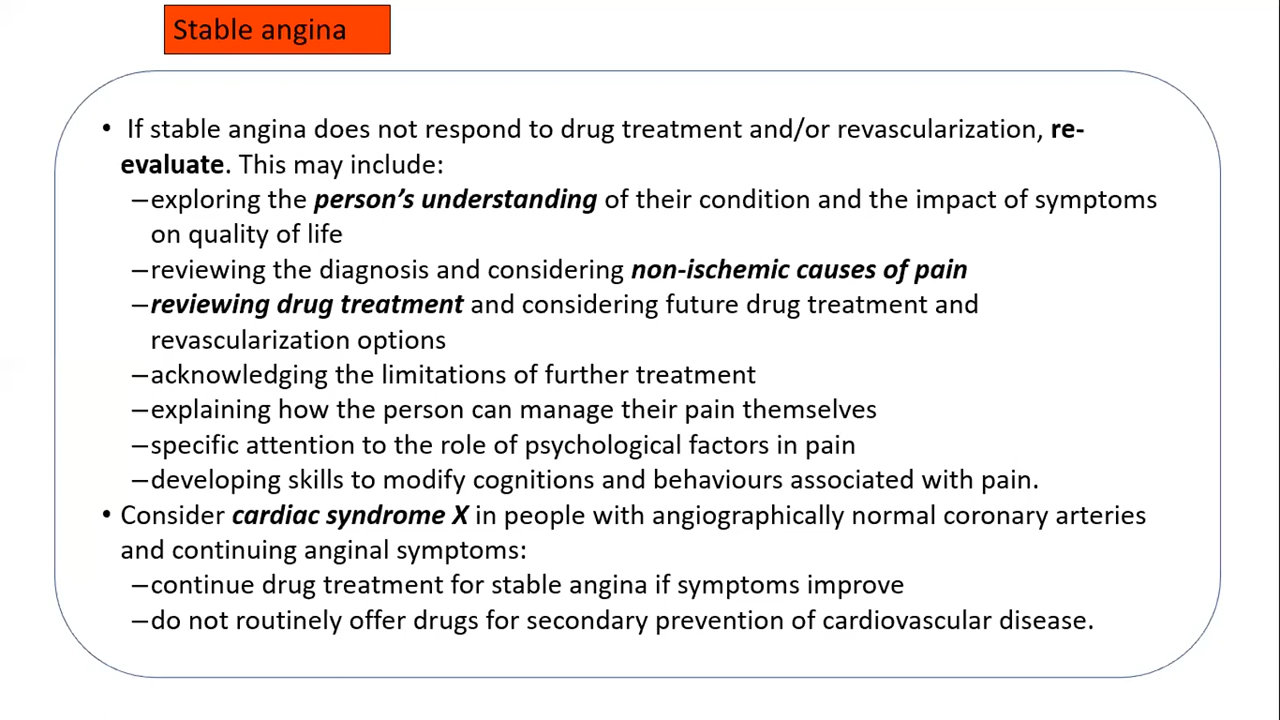 Stable angina
• If stable angina does not respond to drug treatment and/or revascularization, re-
evaluate. This may include:
–exploring the person’s understanding of their condition and the impact of symptoms
on quality of life
–reviewing the diagnosis and considering non-ischemic causes of pain
–reviewing drug treatment and considering future drug treatment and
revascularization options
–acknowledging the limitations of further treatment
–explaining how the person can manage their pain themselves
–specific attention to the role of psychological factors in pain
–developing skills to modify cognitions and behaviours associated with pain.
• Consider cardiac syndrome X in people with angiographically normal coronary arteries
and continuing anginal symptoms:
–continue drug treatment for stable angina if symptoms improve
–do not routinely offer drugs for secondary prevention of cardiovascular disease.